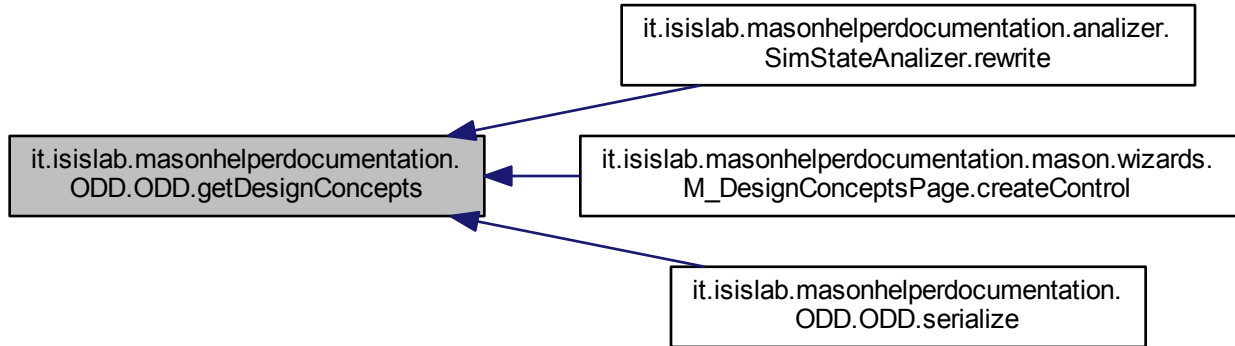 it.isislab.masonhelperdocumentation.analizer.
SimStateAnalizer.rewrite
it.isislab.masonhelperdocumentation.
ODD.ODD.getDesignConcepts
it.isislab.masonhelperdocumentation.mason.wizards.
M_DesignConceptsPage.createControl
it.isislab.masonhelperdocumentation.
ODD.ODD.serialize